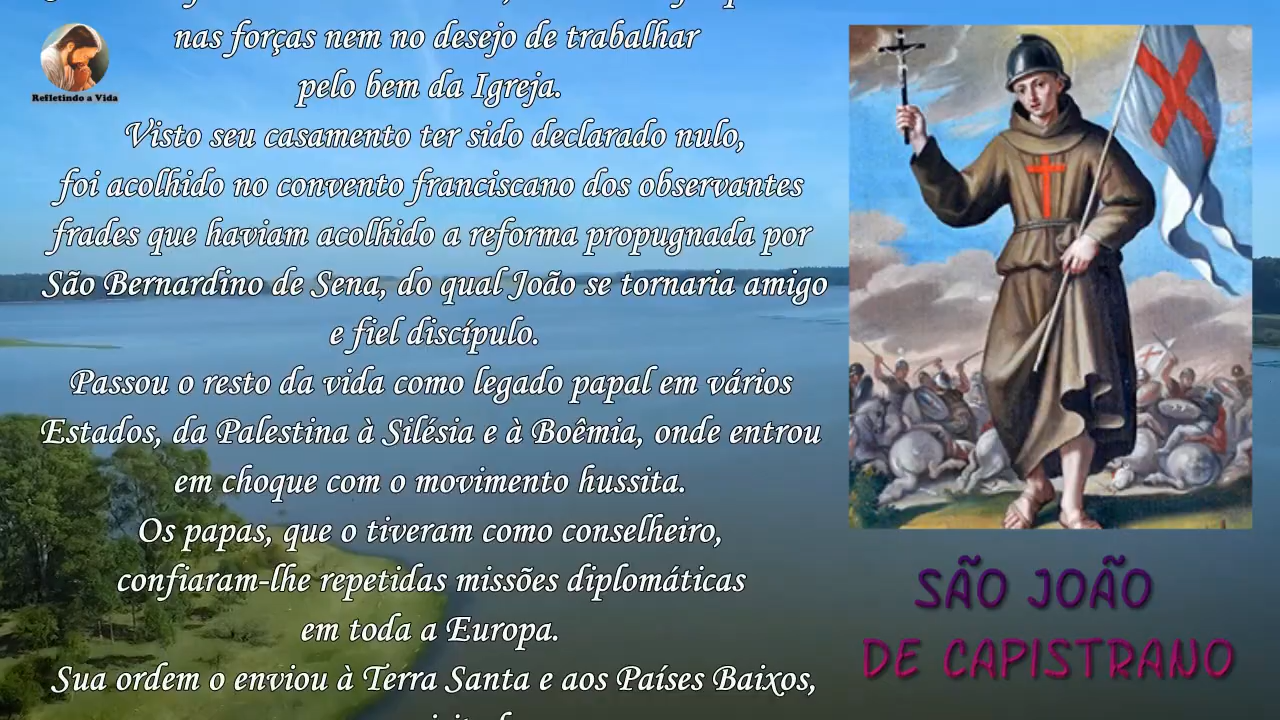 nas forças nem no desejo de trabalhar
pelo bem da Igreja.
Visto seu casamento ter sido declarado nulo,
foi acolhido no convento franciscano dos observantes
frades que haviam acolhido a reforma propugnada por
São Bernardino de Sena, do qual João se tornaria amigo
e fiel discípulo.
Passou o resto da vida como legado papal em vários
Estados, da Palestina à Silésia e à Boêmia, onde entrou
em choque com o movimento hussita.
Os papas, que o tiveram como conselheiro,
confiaram-lhe repetidas missões diplomáticas
em toda a Europa.
Sua ordem o enviou à Terra Santa e aos Países Baixos,
Refletindo a Vida
SÃO JOÃO
DE CAPISTRANO